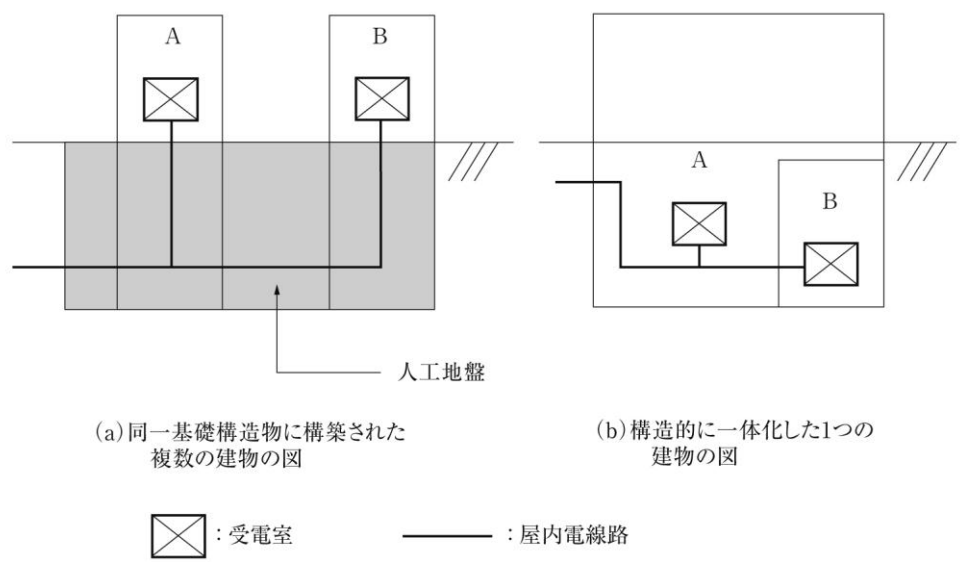 A
B
A
B
人工地盤
(a)同一基礎構造物に構築された
複数の建物の図
(b)構造的に一体化した1つの
建物の図
：受電室
：屋内電線路